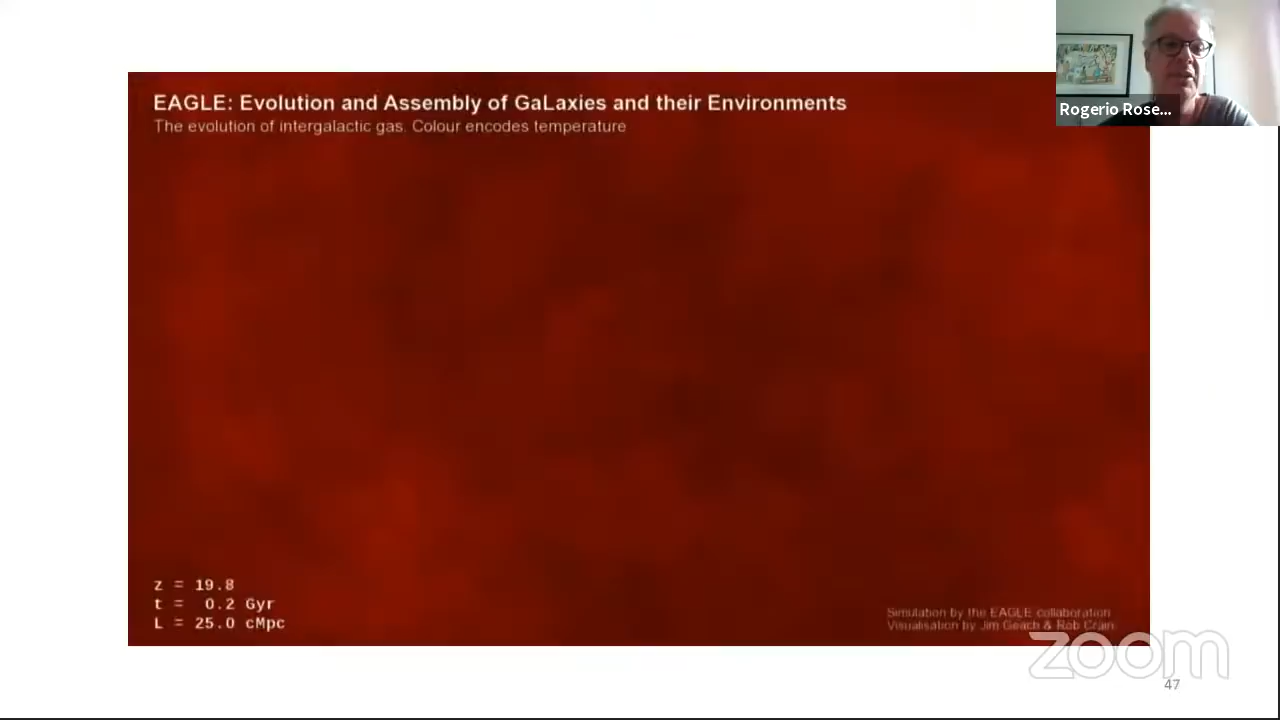 EAGLE: Evolution and Assembly of GaLaxies and their Environments
The evolution of intergalactic gas. Colour encodes temperature
Rogerio Rose...
z = 19.8
t = 0.2 Gyr
L = 25.0 cMpc
Simulation by the EAGLE collaboration
Visualisation by Jim Geach & Rob Crain
zoom
47